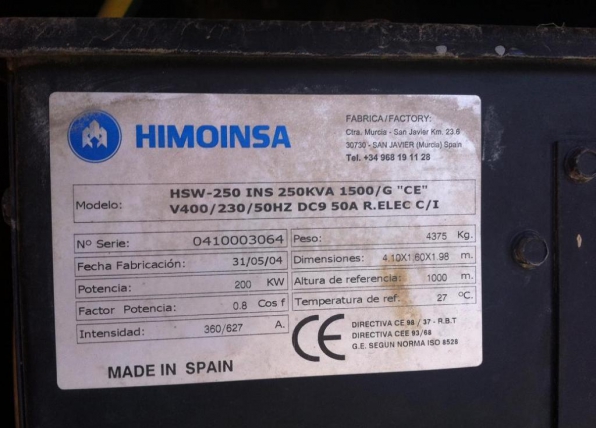 HIMOINSA
FABRICA/FACTORY:
Ctra. Murcia - San Javier Km. 23.6
30730 - SAN JAVIER (Murcia) Spain
Tel. +34 968 19 11 28
Modelo: HSW-250 INS 250KVA 1500/G "CE"
V400/230/50HZ DC9 50A R.ELEC C/I
Nº Serie: 0410003064
Fecha Fabricación: 31/05/04
Potencia: 200 KW
Factor Potencia: 0.8 Cos f
Intensidad: 360/627 A.
Peso: 4375 Kg.
Dimensiones: 4.10X1.60X1.98 m.
Altura de referencia: 1000 m.
Temperatura de ref. 27 ºC.
CE
DIRECTIVA CE 98 / 37 - R.B.T
DIRECTIVA CEE 93/68
G.E. SEGUN NORMA ISO 8528
MADE IN SPAIN